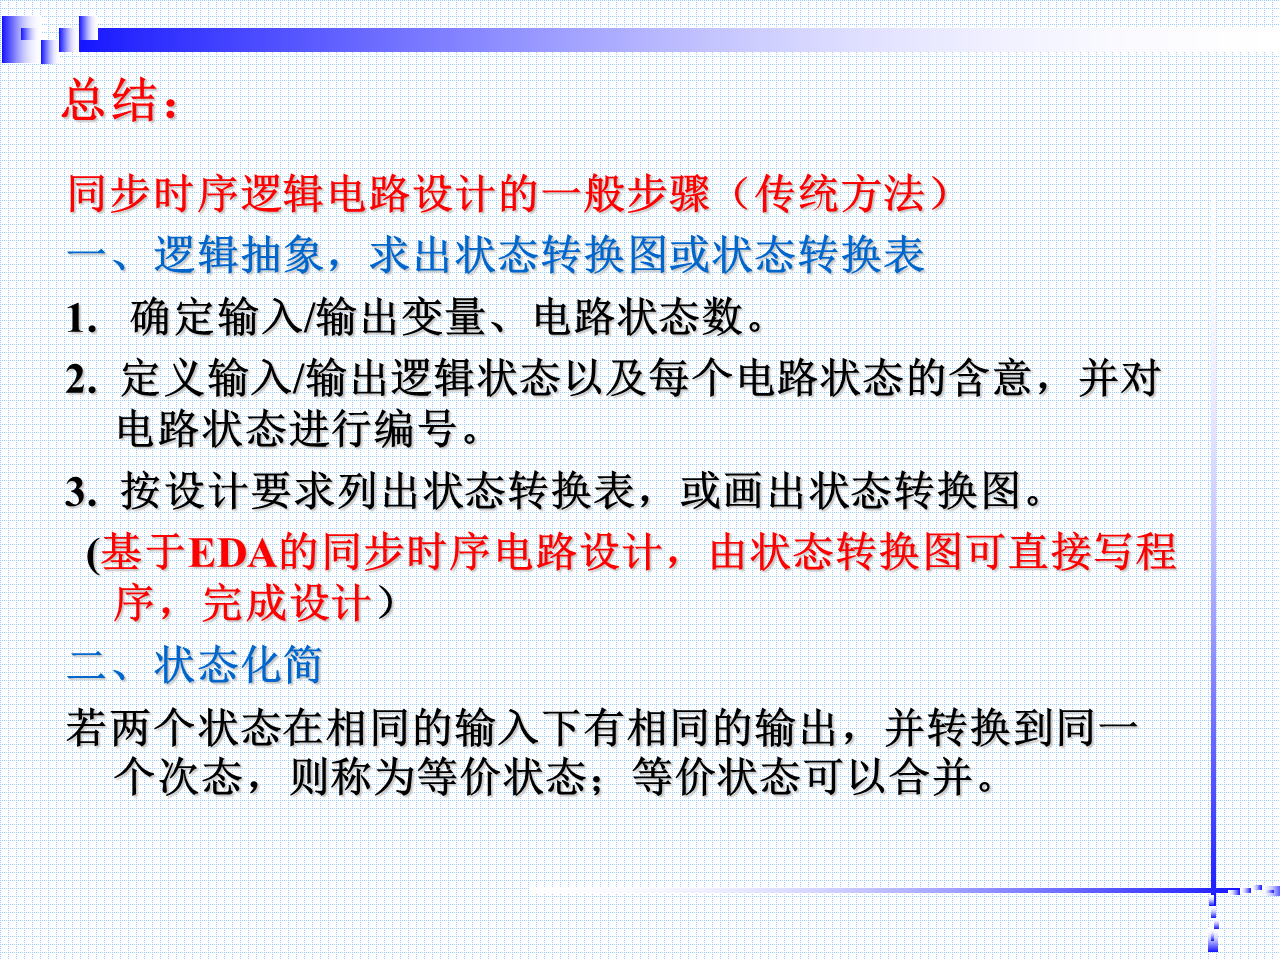 总结：
同步时序逻辑电路设计的一般步骤（传统方法）
一、逻辑抽象，求出状态转换图或状态转换表
1. 确定输入/输出变量、电路状态数。
2. 定义输入/输出逻辑状态以及每个电路状态的含意，并对
电路状态进行编号。
3. 按设计要求列出状态转换表，或画出状态转换图。
(基于EDA的同步时序电路设计，由状态转换图可直接写程
序，完成设计）
二、状态化简
若两个状态在相同的输入下有相同的输出，并转换到同一
个次态，则称为等价状态；等价状态可以合并。